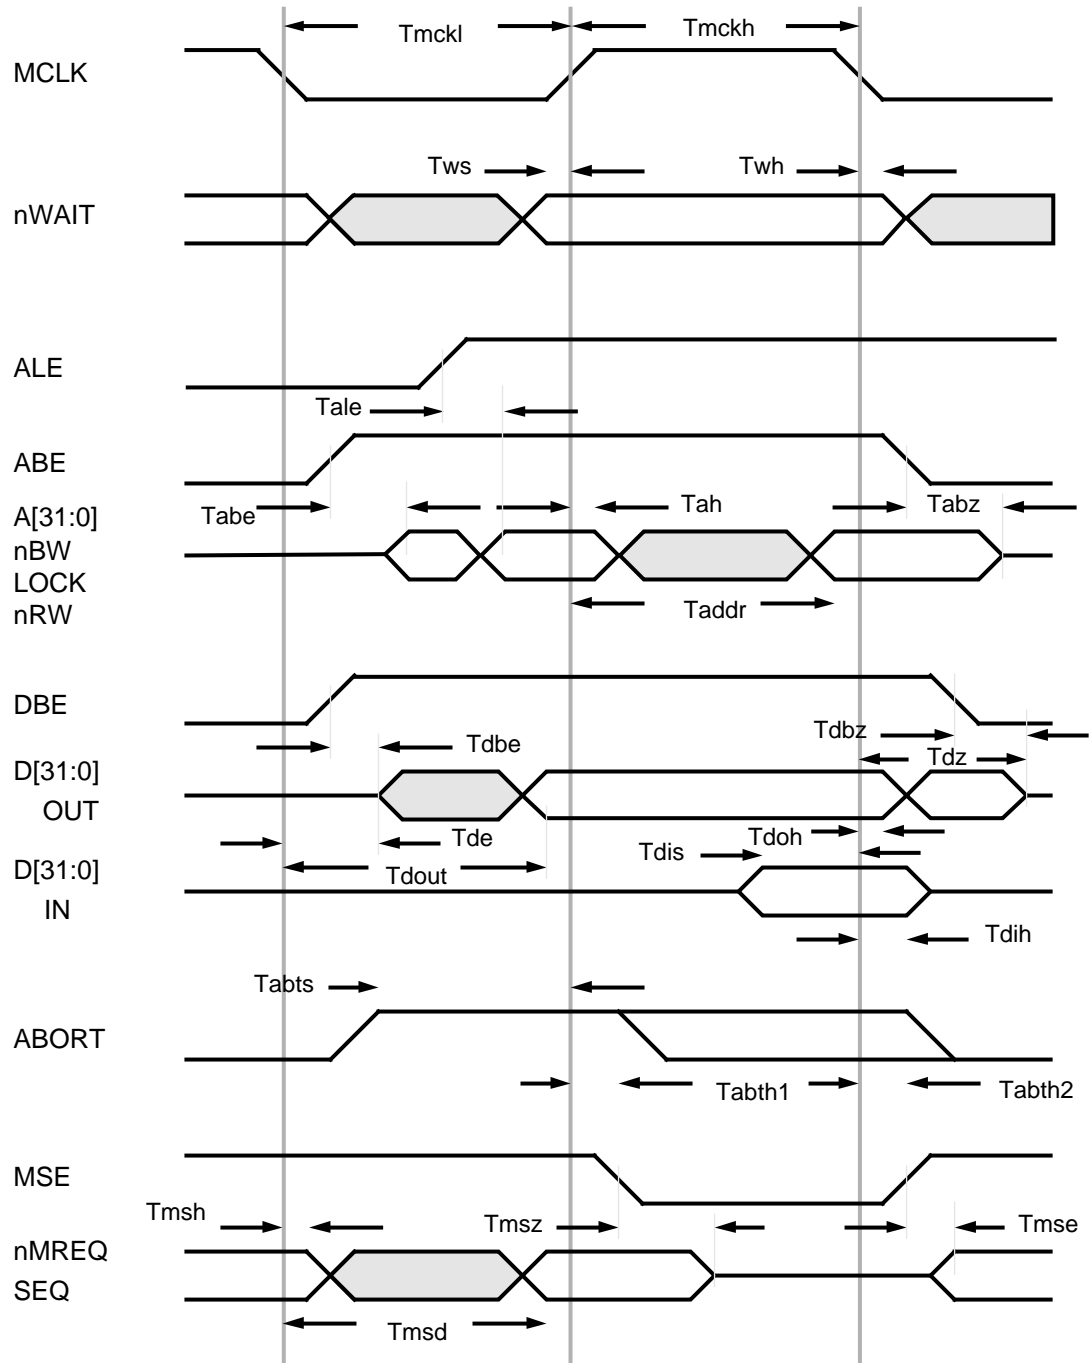 Tmckl
Tmckh
MCLK
Tws
Twh
nWAIT
ALE
Tale
ABE
Tabe
Tah
Tabz
A[31:0]
nBW
LOCK
nRW
Taddr
DBE
Tdbe
Tdbz
Tdz
D[31:0]
OUT
Tde
Tdoh
Tdis
Tdout
D[31:0]
IN
Tdih
Tabts
ABORT
Tabth1
Tabth2
MSE
Tmsh
Tmsz
Tmse
nMREQ
SEQ
Tmsd